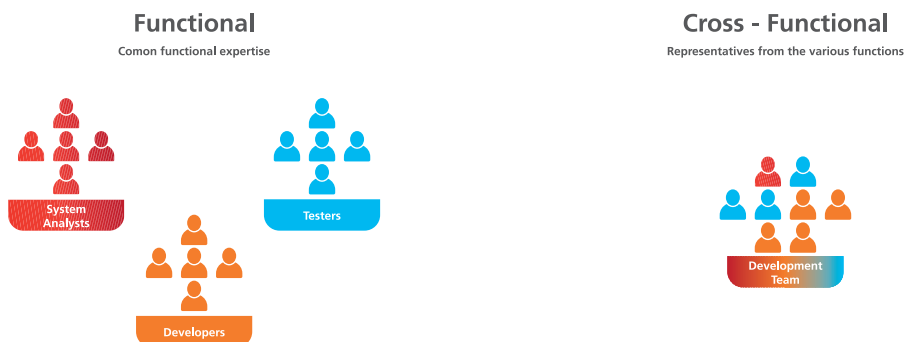 Functional
Comon functional expertise
System
Analysts
Testers
Developers
Cross - Functional
Representatives from the various functions
Development
Team